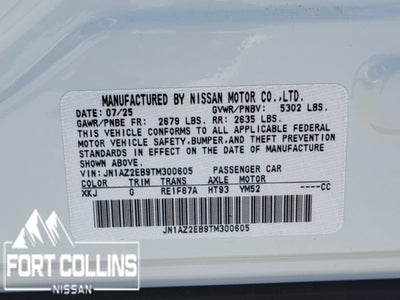 MANUFACTURED BY NISSAN MOTOR CO.,LTD.
DATE: 07/25 GVWR/PNBV: 5302 LBS.
GAWR/PNBE FR: 2679 LBS. RR: 2635 LBS.
THIS VEHICLE CONFORMS TO ALL APPLICABLE FEDERAL
MOTOR VEHICLE SAFETY,BUMPER,AND THEFT PREVENTION
STANDARDS IN EFFECT ON THE DATE OF MANUFACTURE
SHOWN ABOVE.
VIN: JN1AZ2EB9TM300605 PASSENGER CAR
COLOR TRIM TRANS AXLE MOTOR
XKJ G RE1F67A HT93 YM52 ----CC
JN1AZ2EB9TM300605
FORT COLLINS
NISSAN